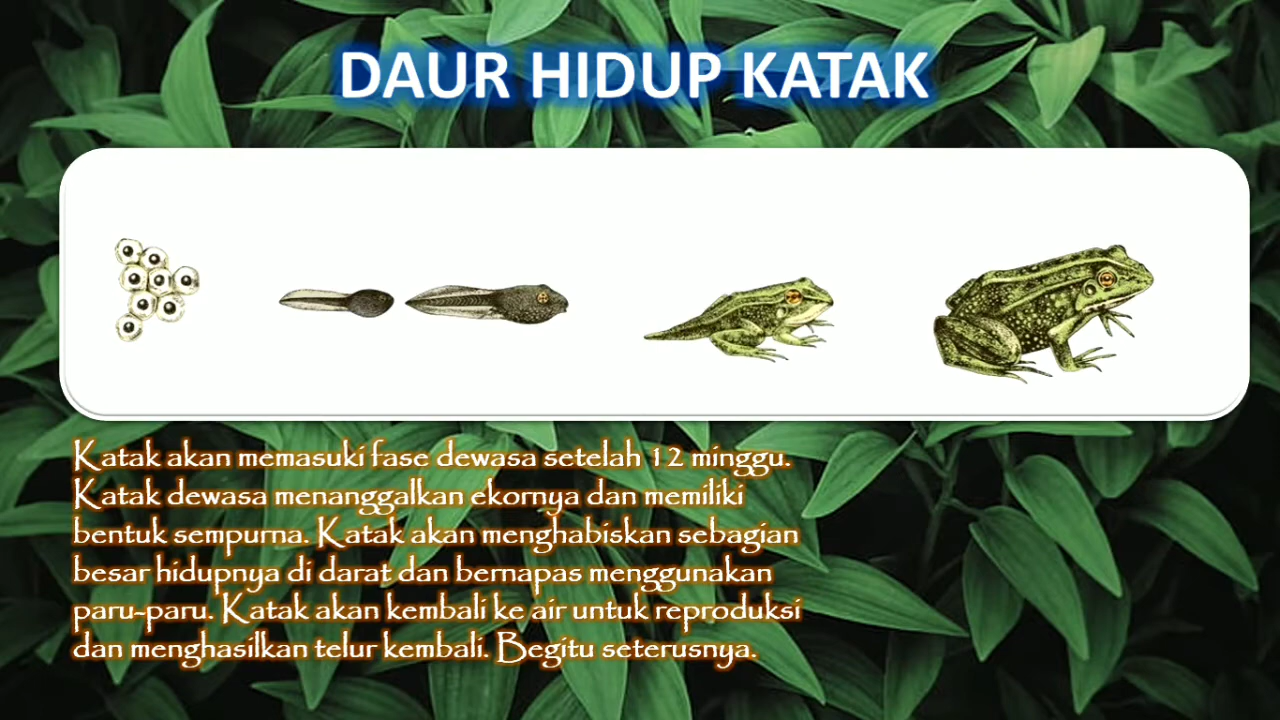 DAUR HIDUP KATAK
Katak akan memasuki fase dewasa setelah 12 minggu.
Katak dewasa menanggalkan ekornya dan memiliki
bentuk sempurna. Katak akan menghabiskan sebagian
besar hidupnya di darat dan bernapas menggunakan
paru-paru. Katak akan kembali ke air untuk reproduksi
dan menghasilkan telur kembali. Begitu seterusnya.